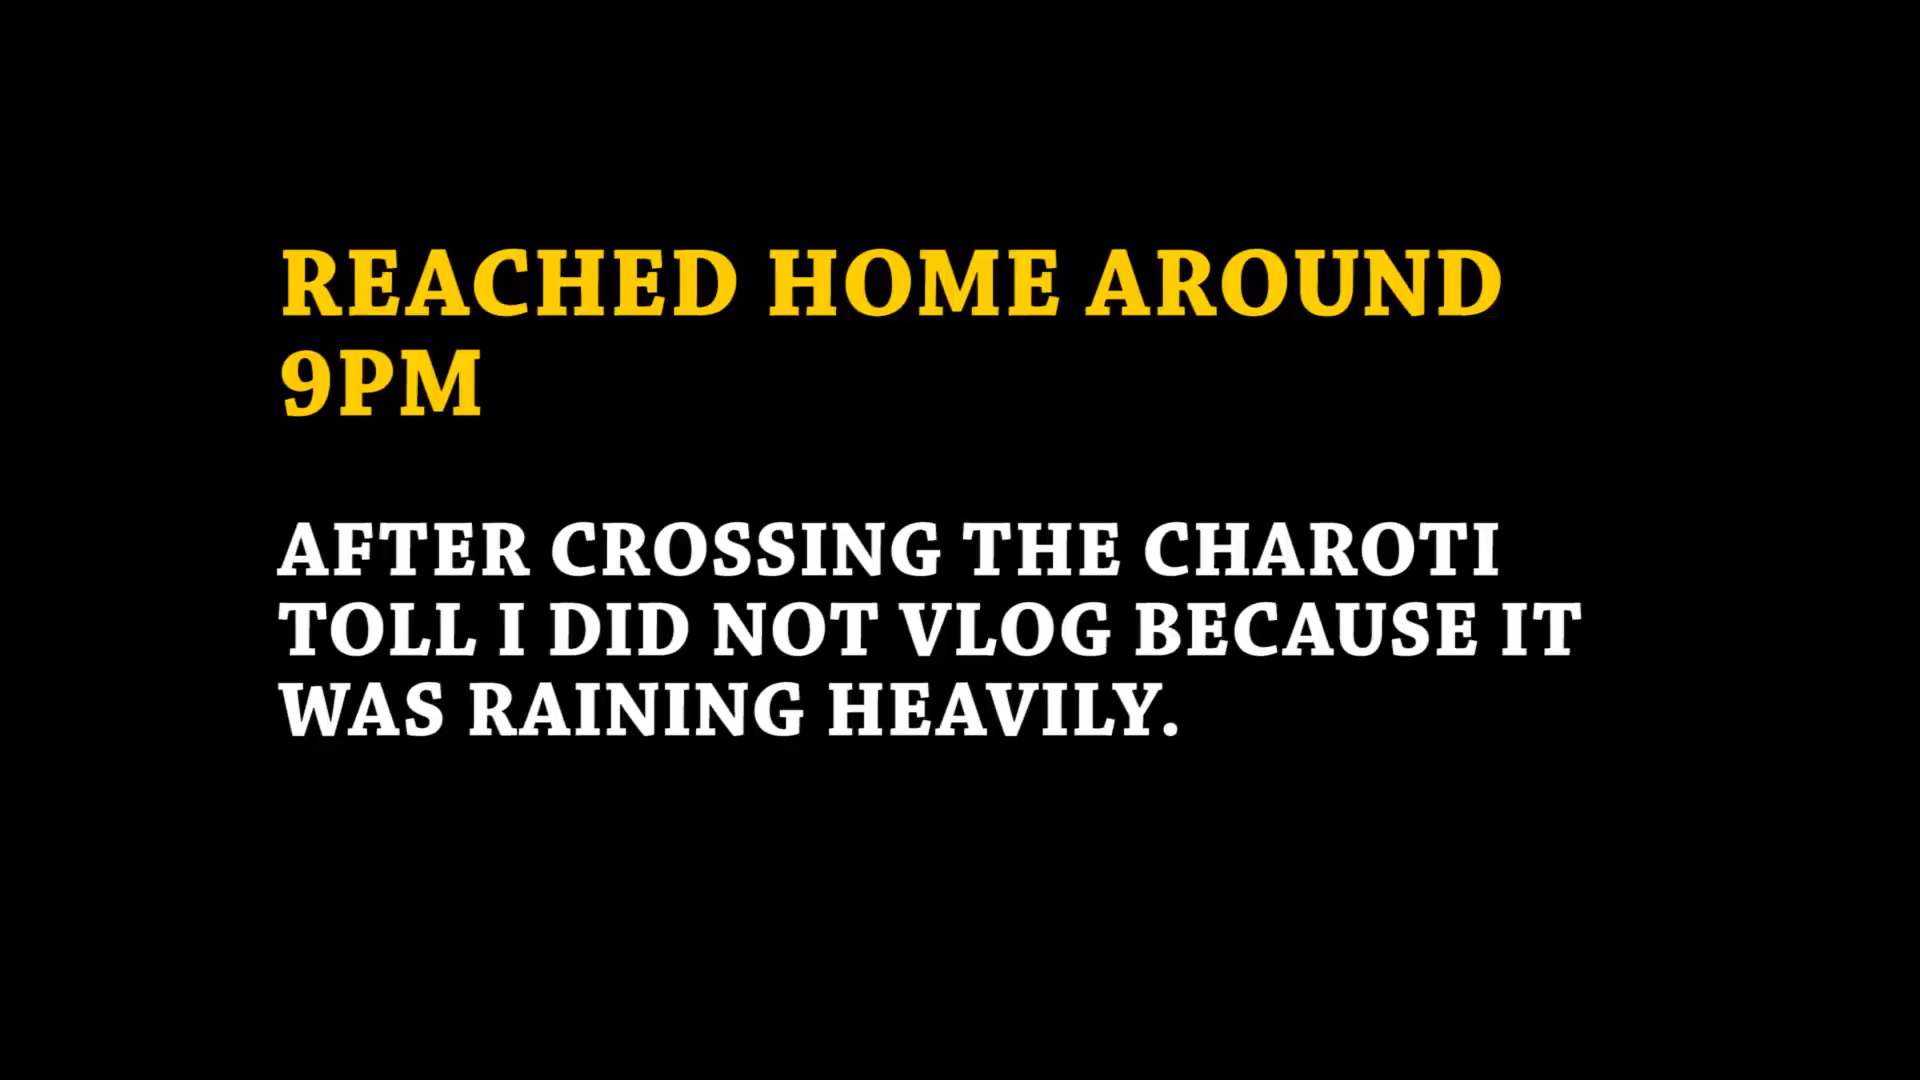 REACHED HOME AROUND
9PM
AFTER CROSSING THE CHAROTI
TOLL I DID NOT VLOG BECAUSE IT
WAS RAINING HEAVILY.